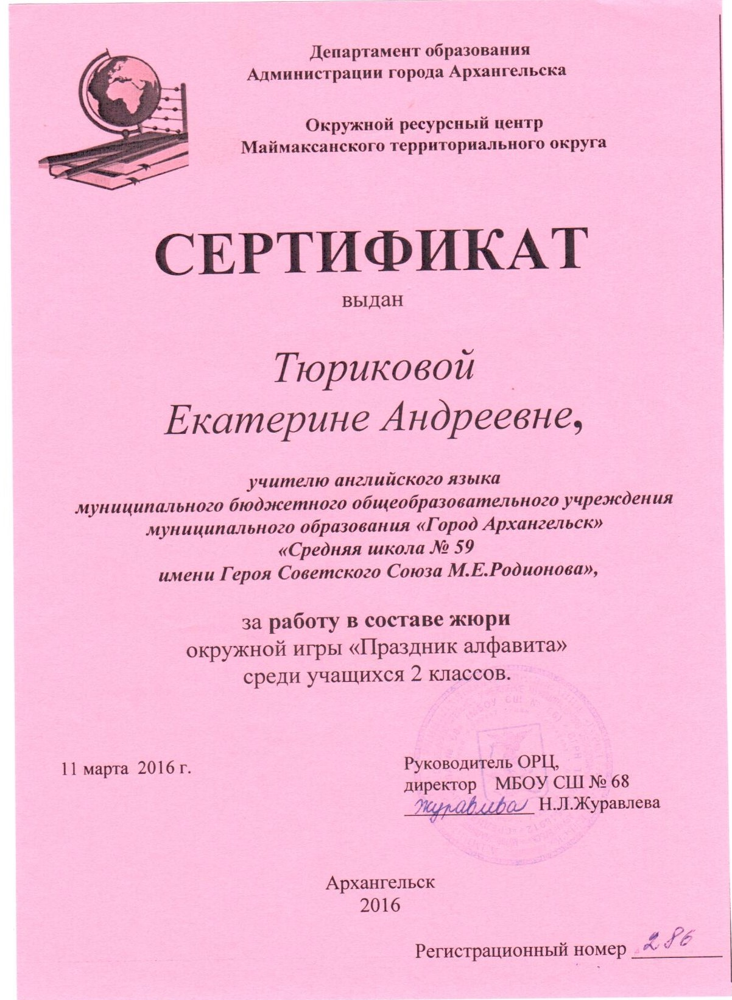 Департамент образования
Администрации города Архангельска
Окружной ресурсный центр
Маймаксанского территориального округа
СЕРТИФИКАТ
выдан
Тюриковой
Екатерине Андреевне,
учителю английского языка
муниципального бюджетного общеобразовательного учреждения
муниципального образования «Город Архангельск»
«Средняя школа № 59
имени Героя Советского Союза М.Е.Родионова»,
за работу в составе жюри
окружной игры «Праздник алфавита»
среди учащихся 2 классов.
11 марта 2016 г.
Руководитель ОРЦ,
директор МБОУ СШ № 68
Журавлева Н.Л.Журавлева
Архангельск
2016
Регистрационный номер 286